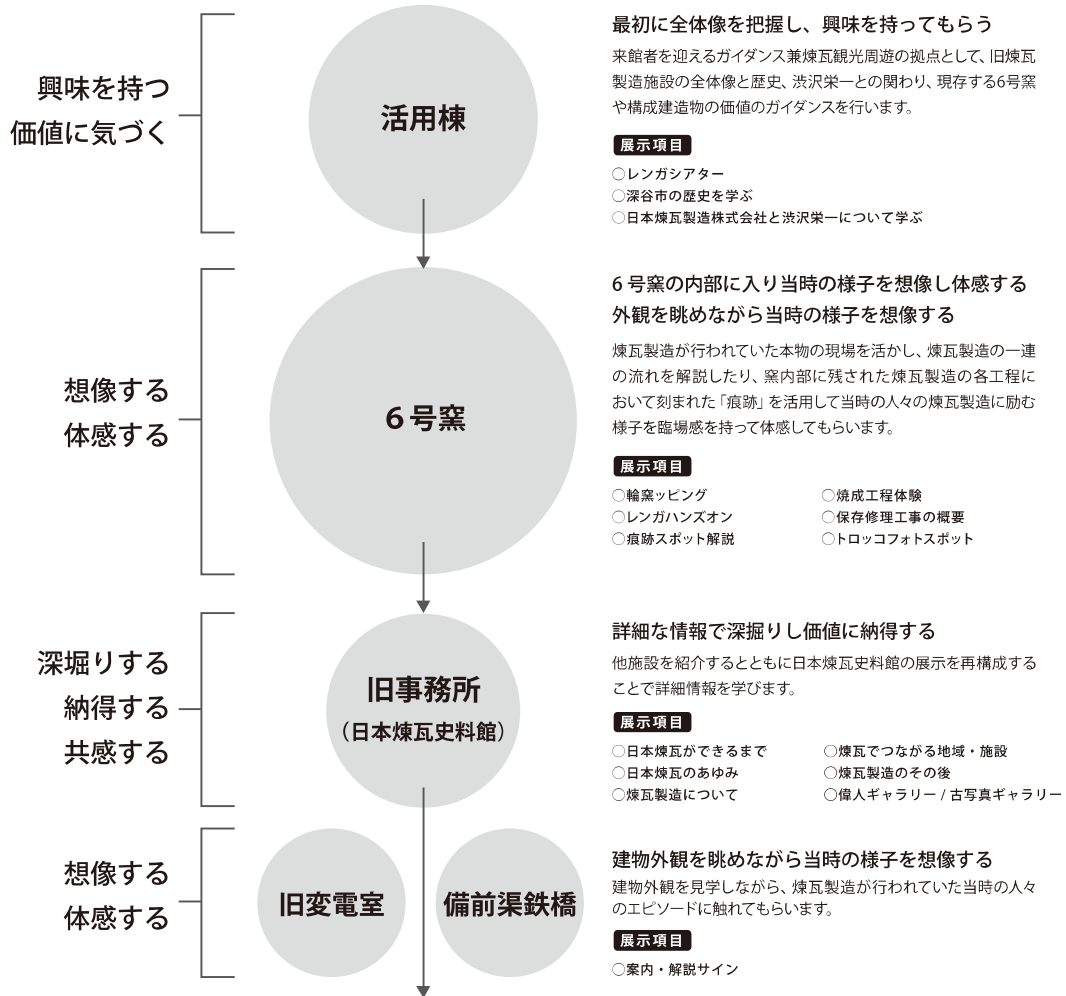 興味を持つ
価値に気づく
活用棟
最初に全体像を把握し、興味を持ってもらう
来館者を迎えるガイダンス兼煉瓦観光周遊の拠点として、旧煉瓦
製造施設の全体像と歴史、渋沢栄一との関わり、現存する6号窯
や構成建造物の価値のガイダンスを行います。
展示項目
○レンガシアター
○深谷市の歴史を学ぶ
○日本煉瓦製造株式会社と渋沢栄一について学ぶ
想像する
体感する
6号窯
6号窯の内部に入り当時の様子を想像し体感する
外観を眺めながら当時の様子を想像する
煉瓦製造が行われていた本物の現場を活かし、煉瓦製造の一連
の流れを解説したり、窯内部に残された煉瓦製造の各工程に
おいて刻まれた「痕跡」を活用して当時の人々の煉瓦製造に励む
様子を臨場感を持って体感してもらいます。
展示項目
○輪窯ッピング
○レンガハンズオン
○痕跡スポット解説
○焼成工程体験
○保存修理工事の概要
○トロッコフォトスポット
深堀りする
納得する
共感する
旧事務所
（日本煉瓦史料館）
詳細な情報で深掘りし価値に納得する
他施設を紹介するとともに日本煉瓦史料館の展示を再構成する
ことで詳細情報を学びます。
展示項目
○日本煉瓦ができるまで
○日本煉瓦のあゆみ
○煉瓦製造について
○煉瓦でつながる地域・施設
○煉瓦製造のその後
○偉人ギャラリー / 古写真ギャラリー
想像する
体感する
旧変電室
備前渠鉄橋
建物外観を眺めながら当時の様子を想像する
建物外観を見学しながら、煉瓦製造が行われていた当時の人々
のエピソードに触れてもらいます。
展示項目
○案内・解説サイン